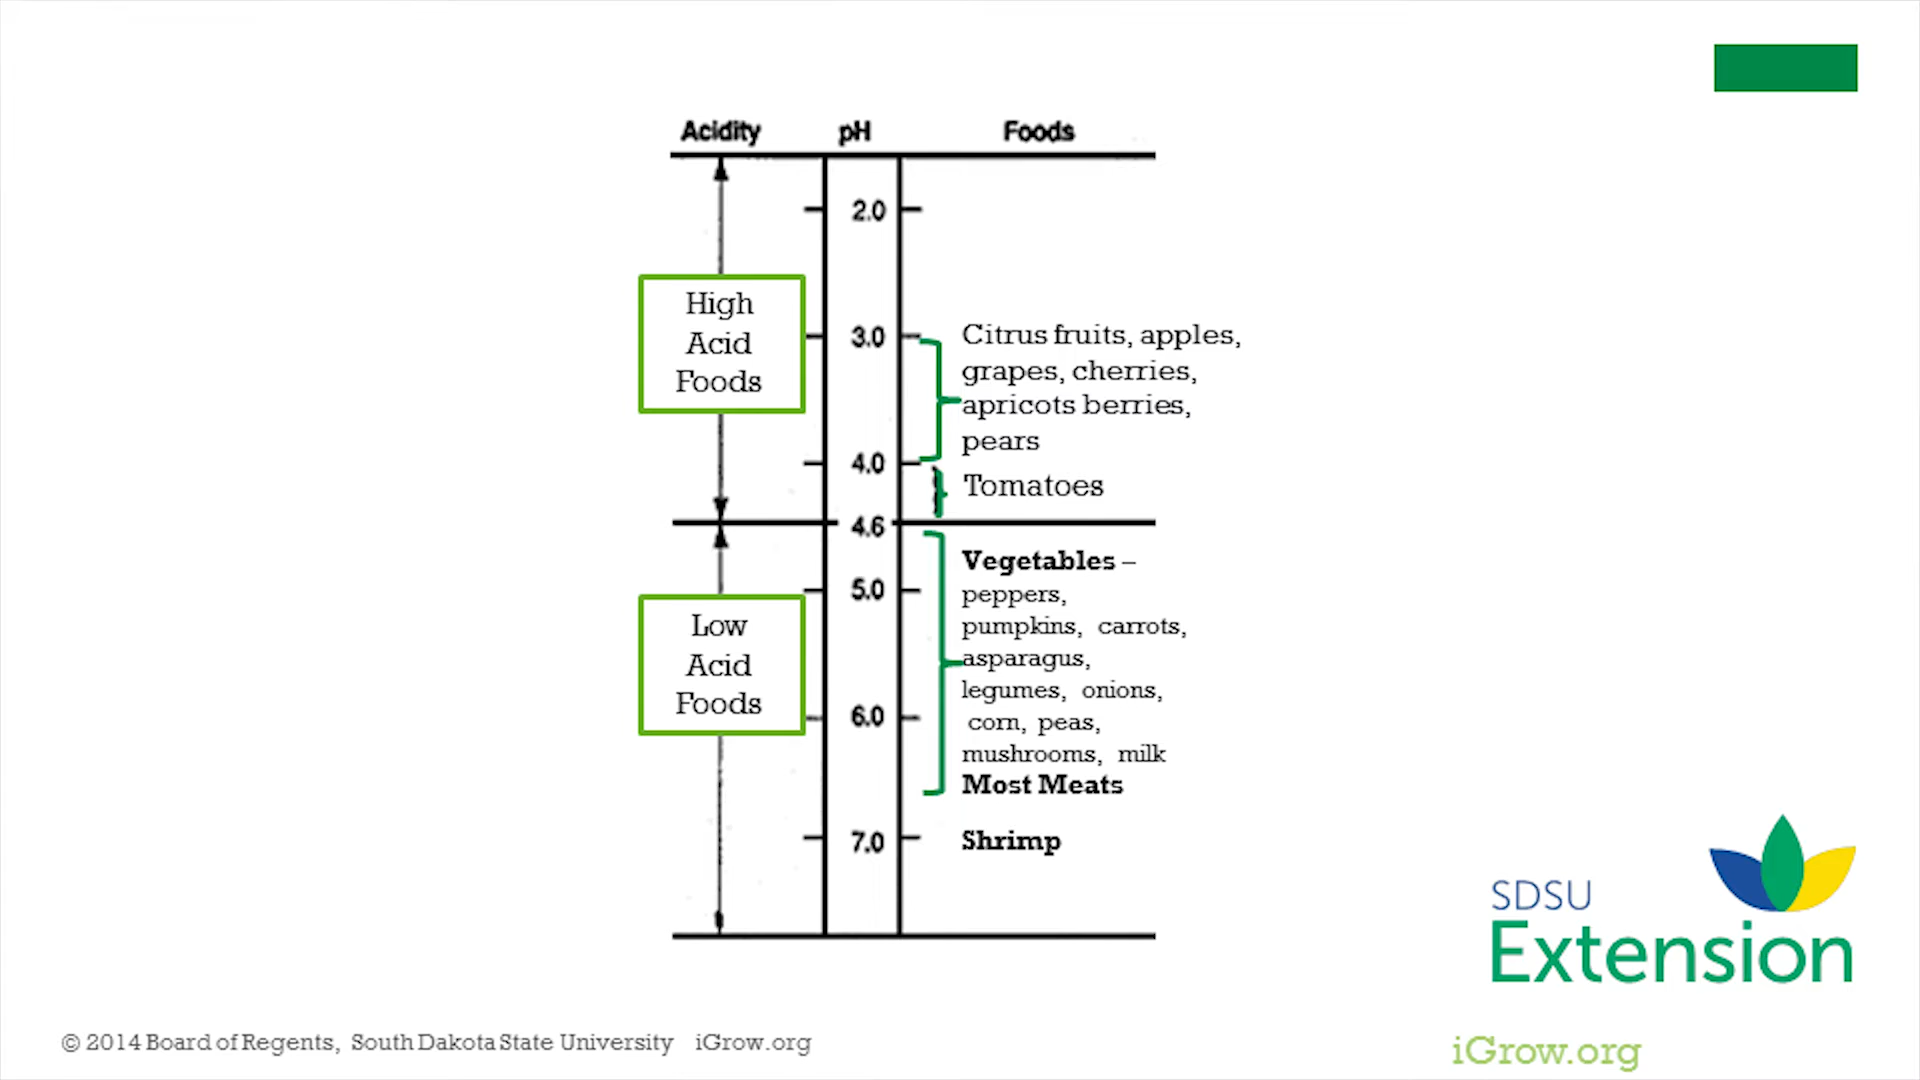 Acidity pH Foods
2.0
High
Acid
Foods
3.0
Citrus fruits, apples,
grapes, cherries,
apricots berries,
pears
4.0
Tomatoes
4.6
Vegetables –
peppers,
pumpkins, carrots,
asparagus,
legumes, onions,
corn, peas,
mushrooms, milk
Most Meats
5.0
Low
Acid
Foods
6.0
7.0
Shrimp
SDSU
Extension
© 2014 Board of Regents, South Dakota State University iGrow.org
iGrow.org